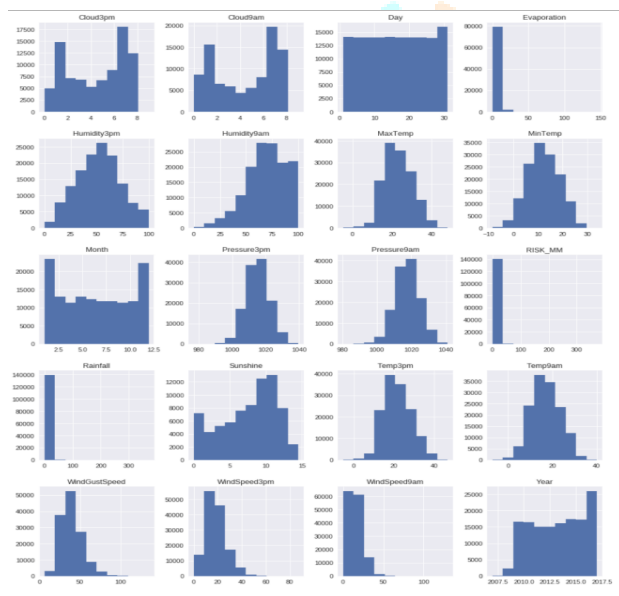 Cloud3pm Cloud9am Day Evaporation
17500 20000 15000 80000
15000 15000 12500 60000
12500 10000
10000 10000 7500 40000
7500 5000
5000 5000 20000
2500 2500
0 0 0 0
0 2 4 6 8 0 2 4 6 8 0 10 20 30 0 50 100 150
Humidity3pm Humidity9am MaxTemp MinTemp
25000 25000 40000 35000
20000 20000 30000 30000
15000 15000 25000
10000 10000 20000 20000
5000 5000 10000 15000
10000
5000
0 0 0 0
0 25 50 75 100 0 25 50 75 100 0 20 40 -10 0 10 20 30
Month Pressure3pm Pressure9am RISK_MM
20000 40000 40000 140000
15000 30000 30000 120000
100000
10000 20000 20000 80000
60000
5000 10000 10000 40000
20000
0 0 0 0
2.5 5.0 7.5 10.0 12.5 980 1000 1020 1040 980 1000 1020 1040 0 100 200 300
Rainfall Sunshine Temp3pm Temp9am
140000 12000 40000 35000
120000 10000 30000 30000
100000 8000 25000
80000 6000 20000 20000
60000 4000 15000
40000 2000 10000 10000
20000 5000
0 0 0 0
0 100 200 300 0 5 10 15 0 20 40 0 20 40
WindGustSpeed WindSpeed3pm WindSpeed9am Year
50000 50000 60000 25000
40000 40000 50000 20000
30000 30000 40000 15000
20000 20000 30000 10000
10000 10000 20000 5000
10000
0 0 0 0
0 50 100 0 20 40 60 80 0 50 100 2007.5 2010.0 2012.5 2015.0 2017.5